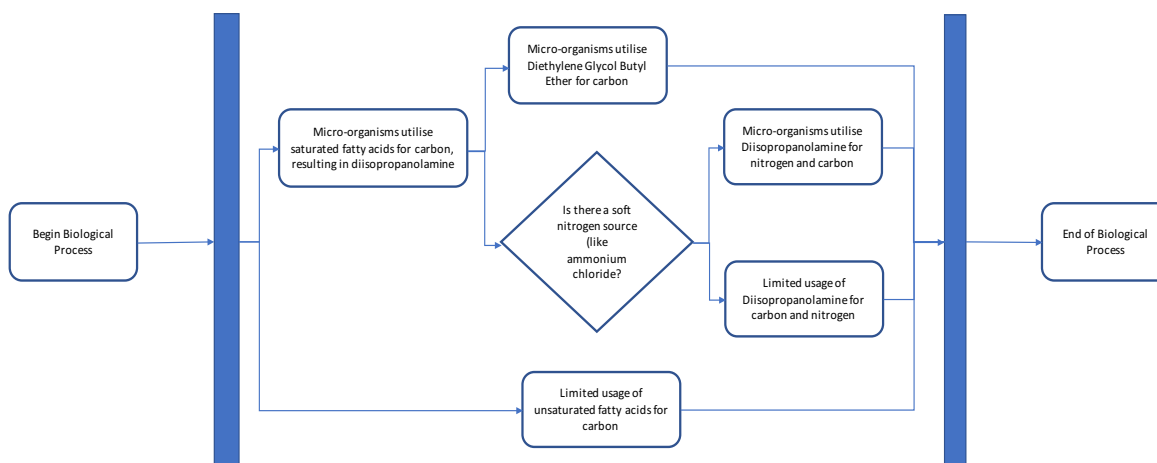 Begin Biological
Process
Micro-organisms utilise
saturated fatty acids for carbon,
resulting in diisopropanolamine
Micro-organisms utilise
Diethylene Glycol Butyl
Ether for carbon
Is there a soft
nitrogen source
(like
ammonium
chloride?
Micro-organisms utilise
Diisopropanolamine for
nitrogen and carbon
Limited usage of
Diisopropanolamine for
carbon and nitrogen
Limited usage of
unsaturated fatty acids for
carbon
End of Biological
Process